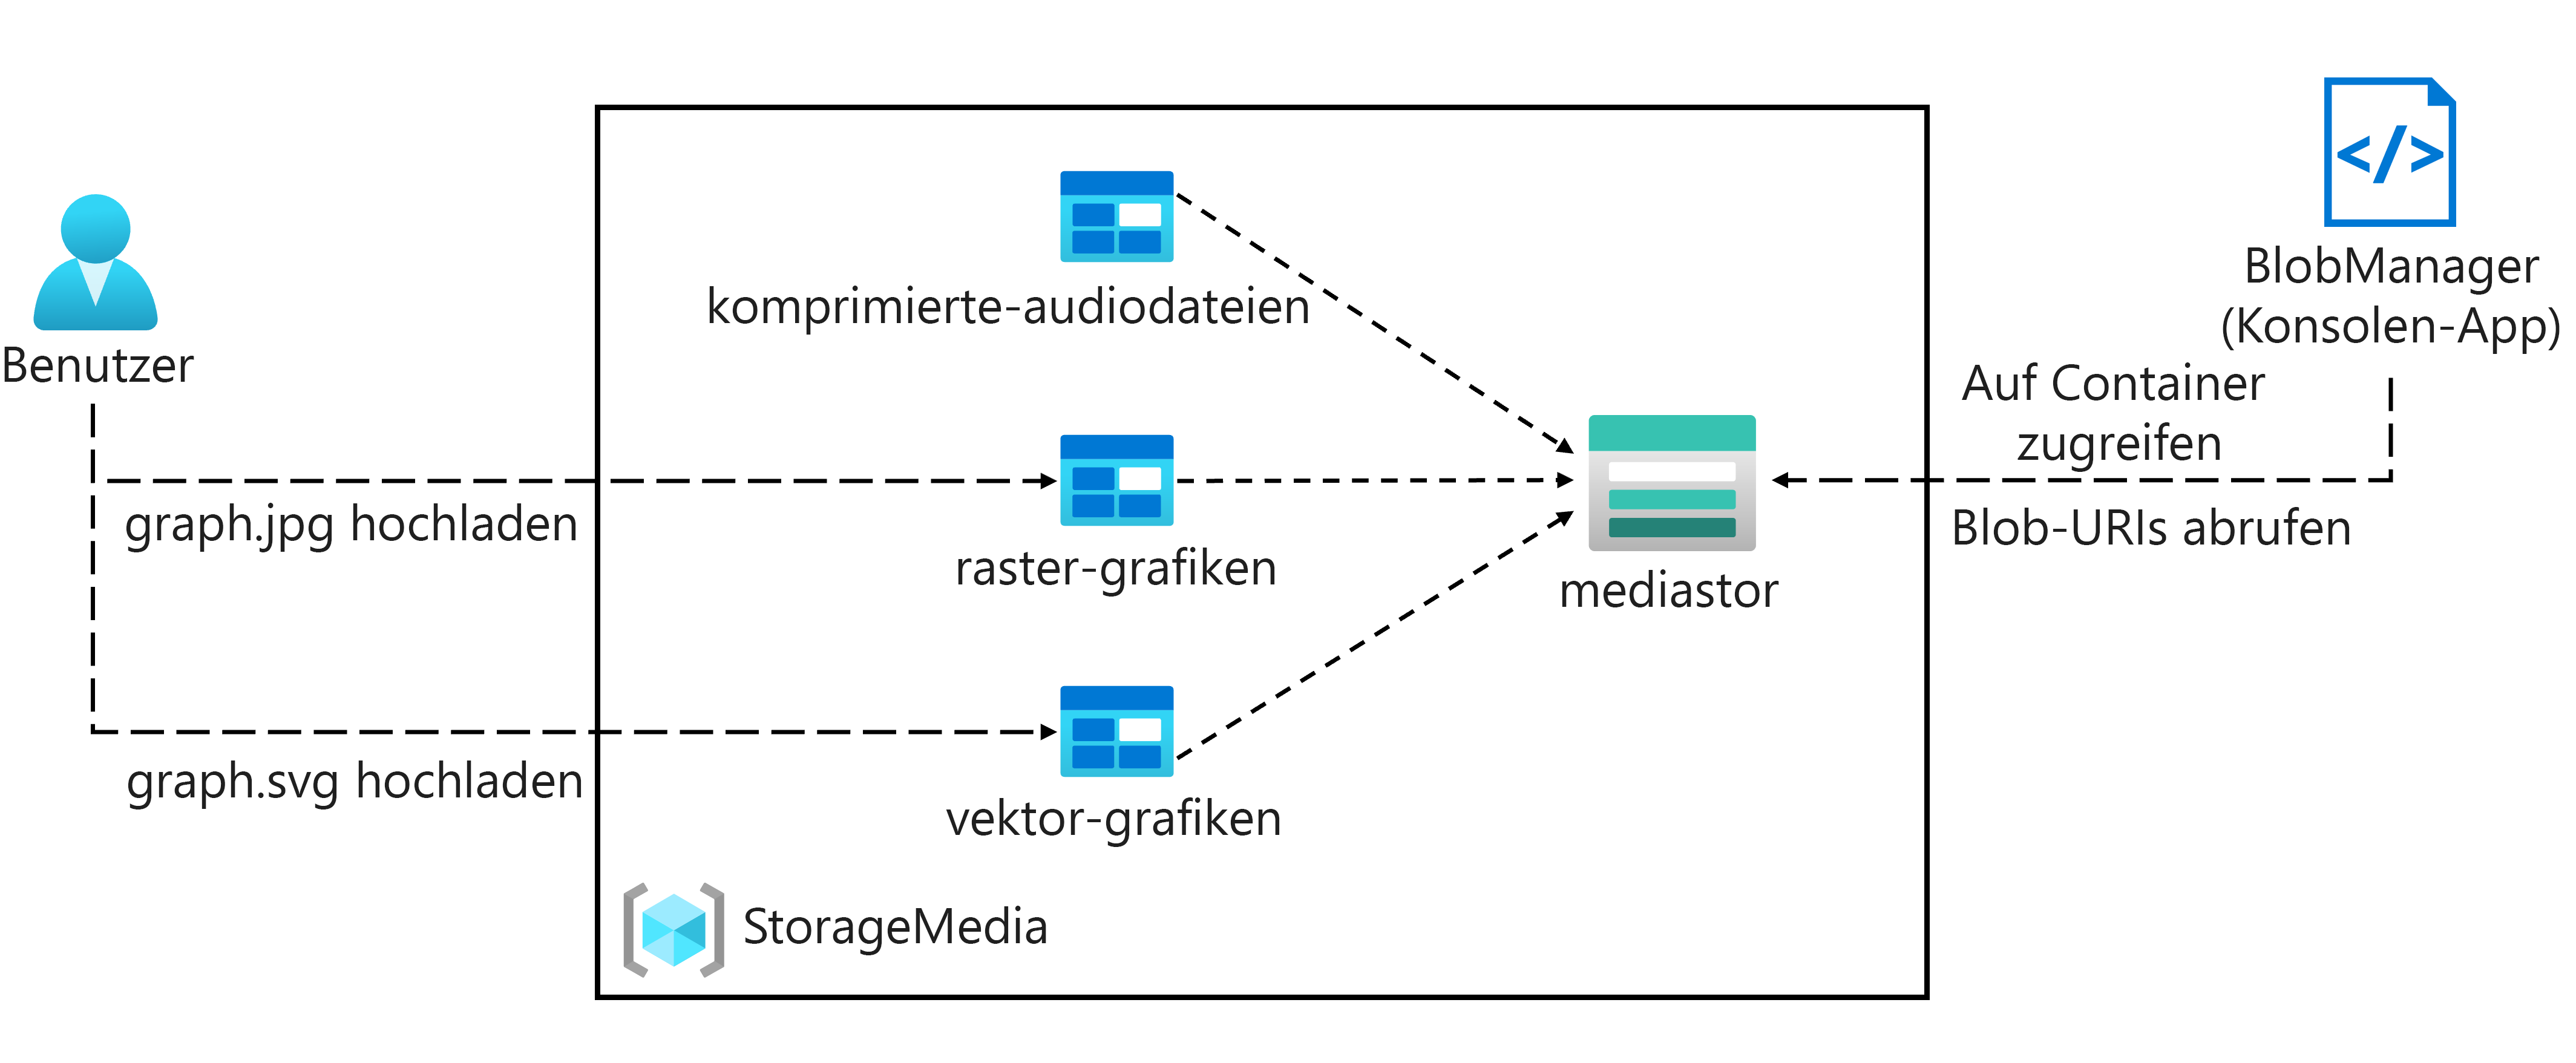 Benutzer
graph.jpg hochladen
graph.svg hochladen
komprimierte-audiodateien
raster-grafiken
vektor-grafiken
StorageMedia
mediastor
BlobManager
(Konsolen-App)
Auf Container
zugreifen
Blob-URIs abrufen